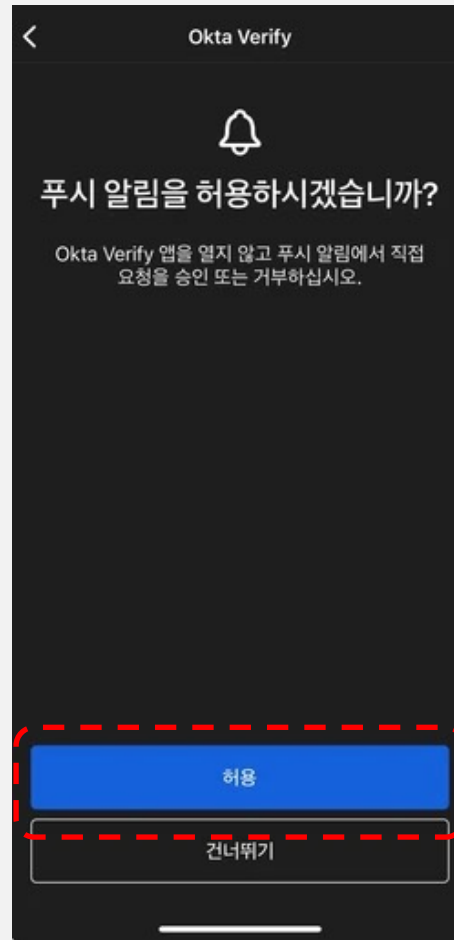 Okta Verify
푸시 알림을 허용하시겠습니까?
Okta Verify 앱을 열지 않고 푸시 알림에서 직접
요청을 승인 또는 거부하십시오.
허용
건너뛰기